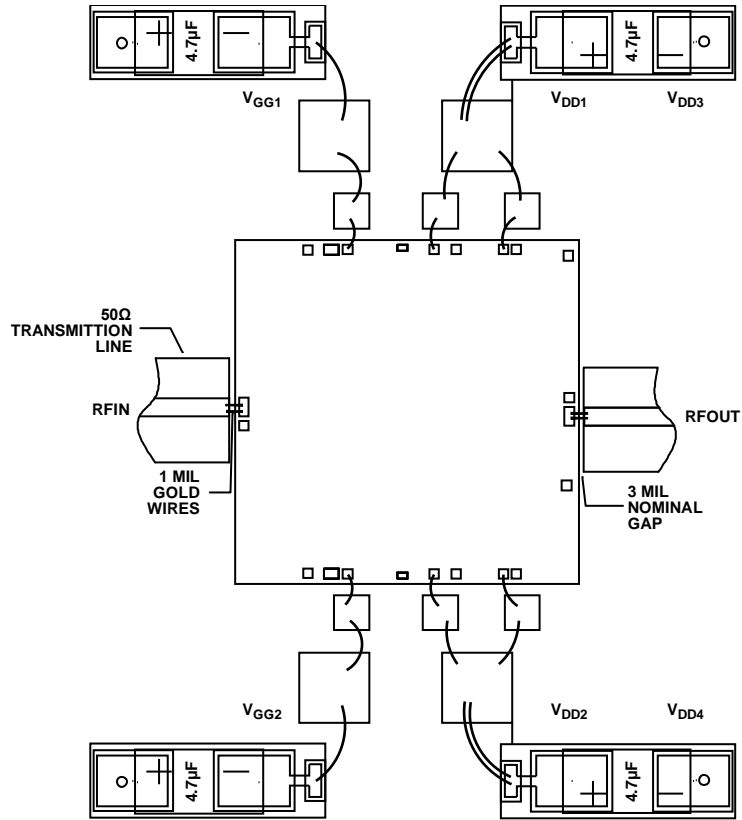 4.7µF
4.7µF
VGG1
VDD1
VDD3
50Ω
TRANSMITTION
LINE
RFIN
RFOUT
1 MIL
GOLD
WIRES
3 MIL
NOMINAL
GAP
VGG2
VDD2
VDD4
4.7µF
4.7µF